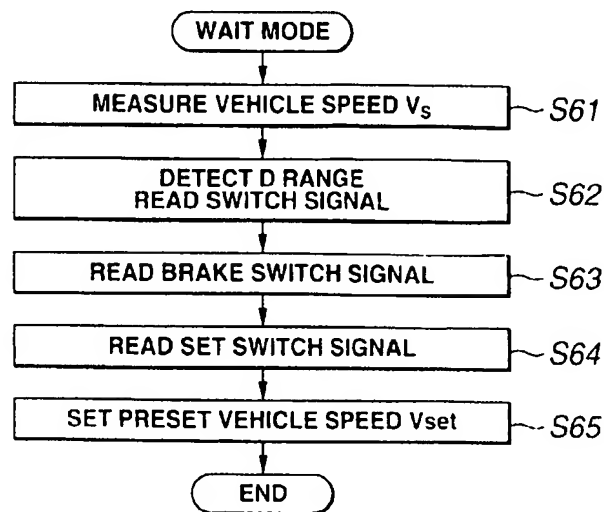 WAIT MODE
MEASURE VEHICLE SPEED VS
S61
DETECT D RANGE
READ SWITCH SIGNAL
S62
READ BRAKE SWITCH SIGNAL
S63
READ SET SWITCH SIGNAL
S64
SET PRESET VEHICLE SPEED Vset
S65
END